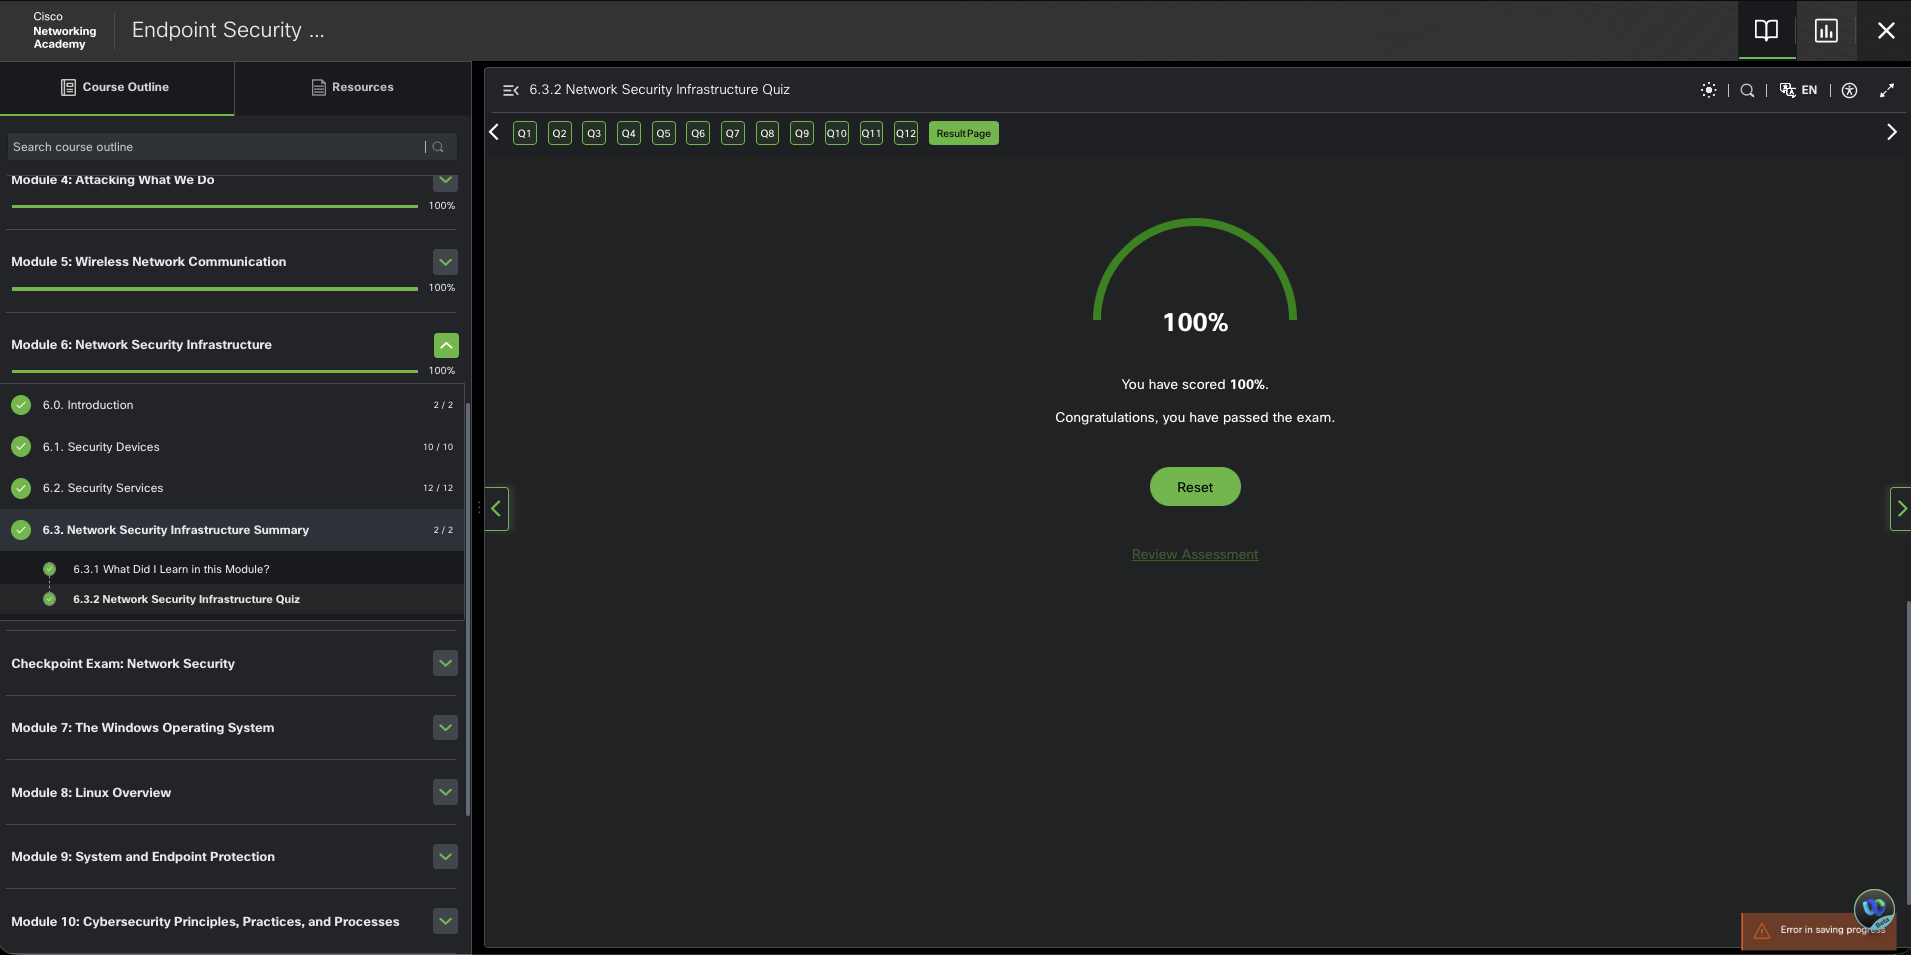 Cisco
Networking
Academy
Endpoint Security ...
Course Outline
Resources
Search course outline
Module 4: Attacking What We Do
100%
Module 5: Wireless Network Communication
100%
Module 6: Network Security Infrastructure
100%
6.0. Introduction 2 / 2
6.1. Security Devices 10 / 10
6.2. Security Services 12 / 12
6.3. Network Security Infrastructure Summary 2 / 2
6.3.1 What Did I Learn in this Module?
6.3.2 Network Security Infrastructure Quiz
Checkpoint Exam: Network Security
Module 7: The Windows Operating System
Module 8: Linux Overview
Module 9: System and Endpoint Protection
Module 10: Cybersecurity Principles, Practices, and Processes
6.3.2 Network Security Infrastructure Quiz
EN
Q1 Q2 Q3 Q4 Q5 Q6 Q7 Q8 Q9 Q10 Q11 Q12 Result Page
100%
You have scored 100%.
Congratulations, you have passed the exam.
Reset
Review Assessment
Beta
Error in saving progress